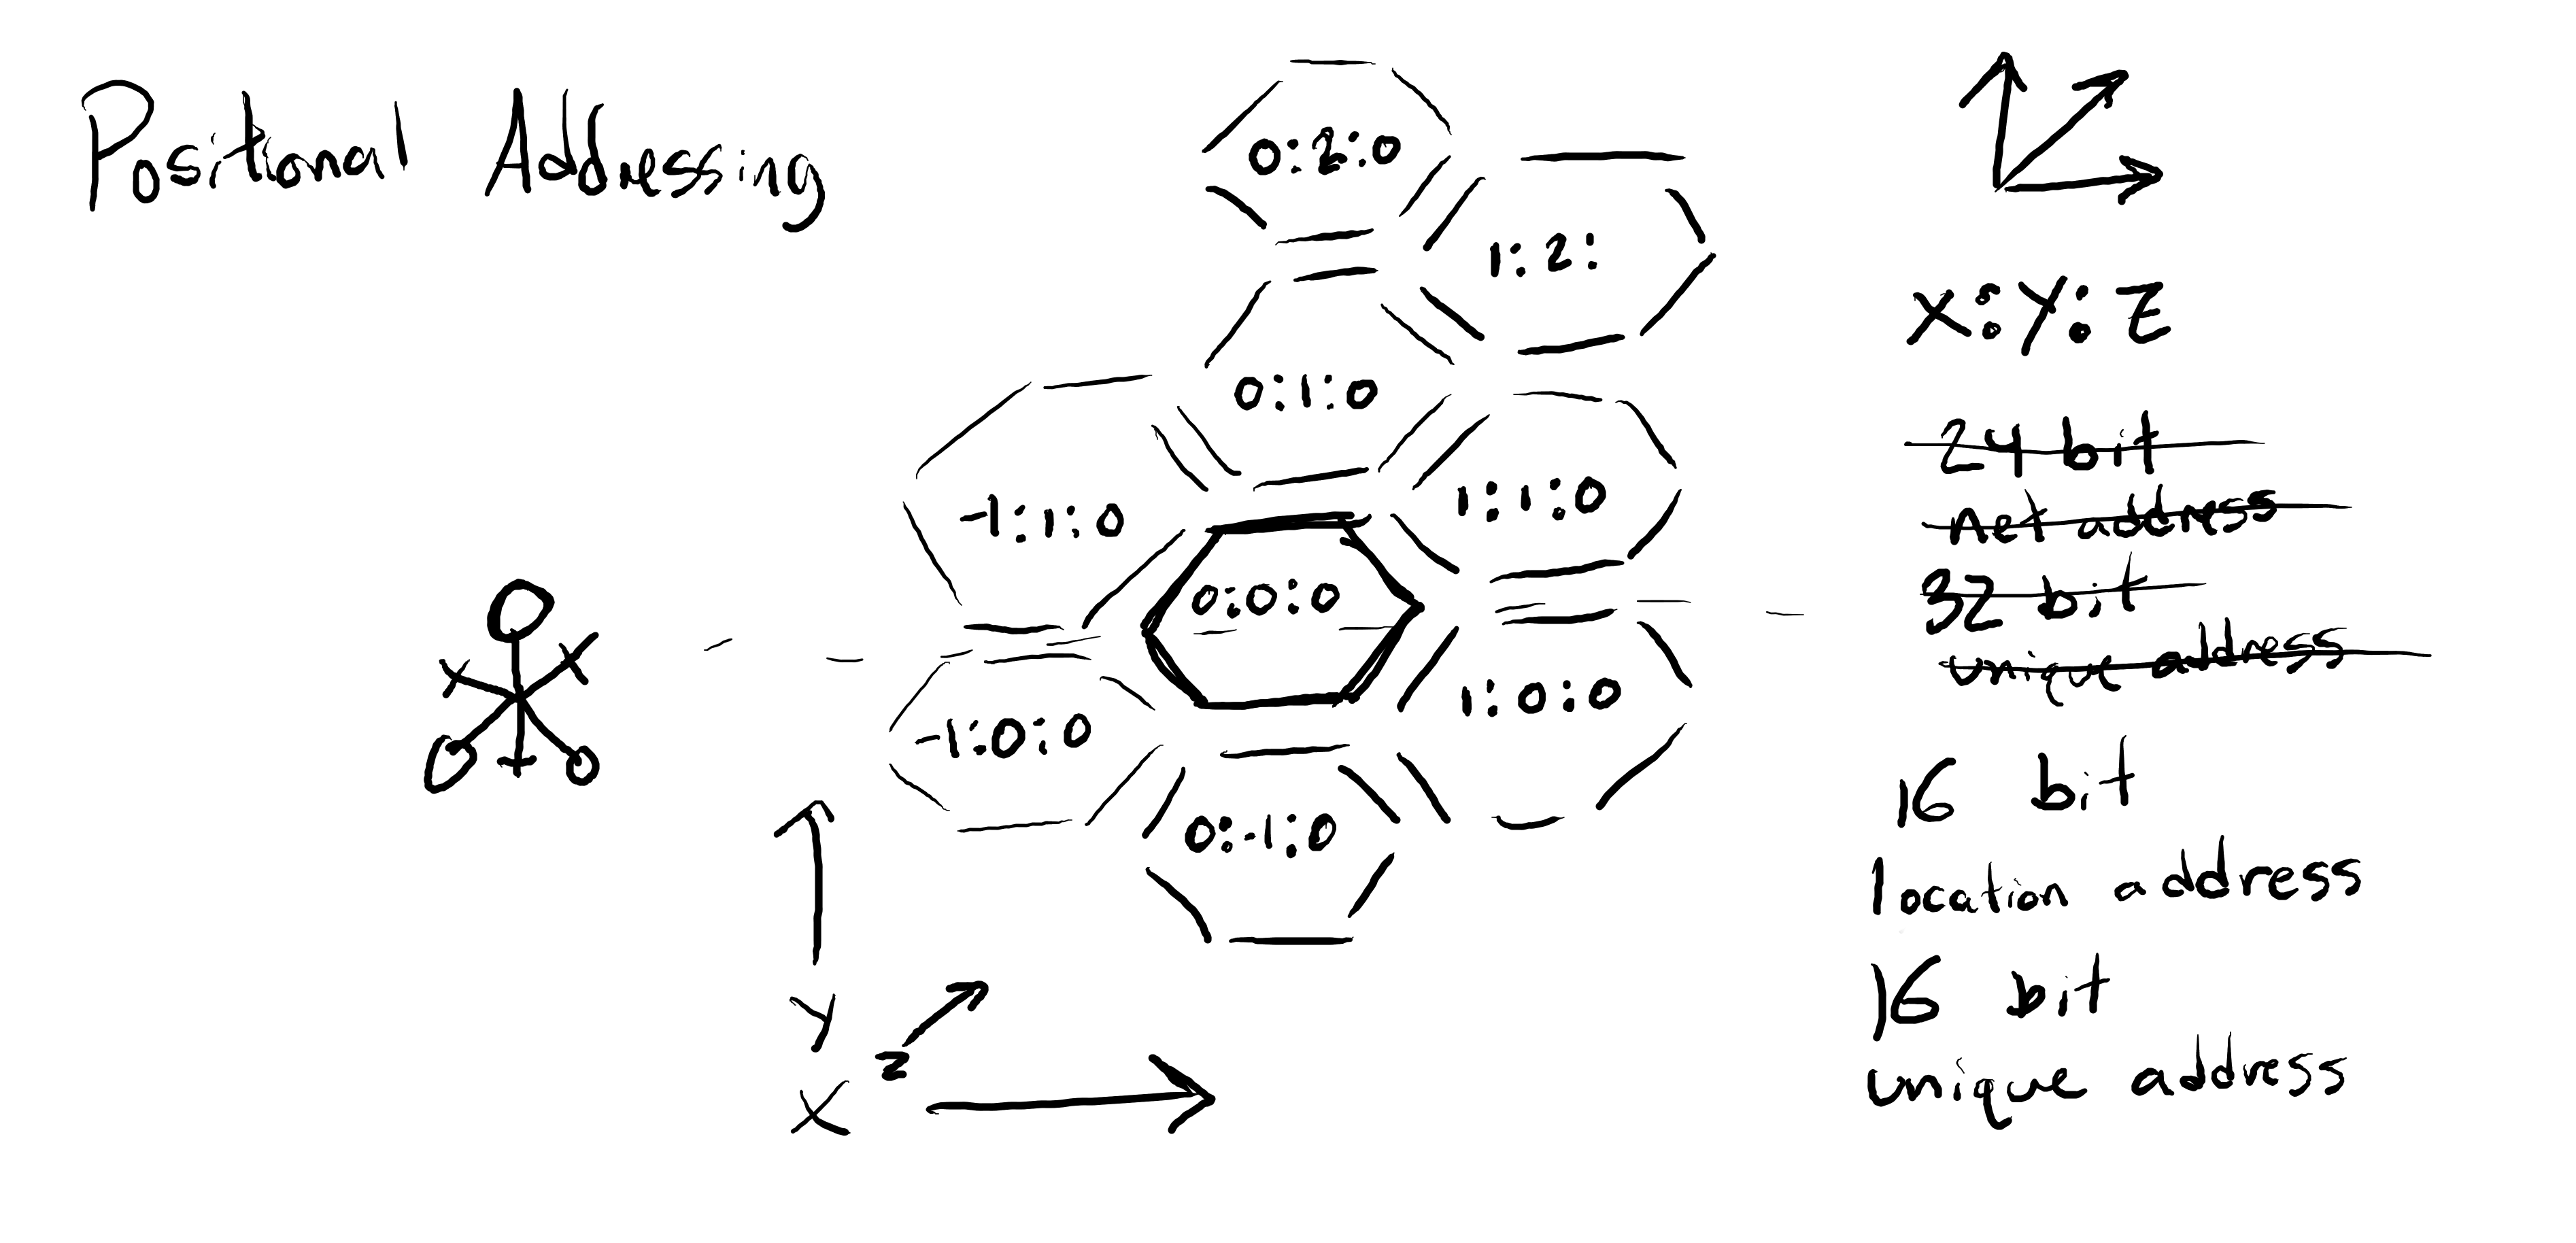 Positional Addressing
0:2:0
1:2:
0:1:0
-1:1:0
1:1:0
0:0:0
-1:0:0
1:0:0
0:-1:0
Y
Z
X
X:Y:Z
24 bit
net address
32 bit
unique address
16 bit
location address
16 bit
unique address